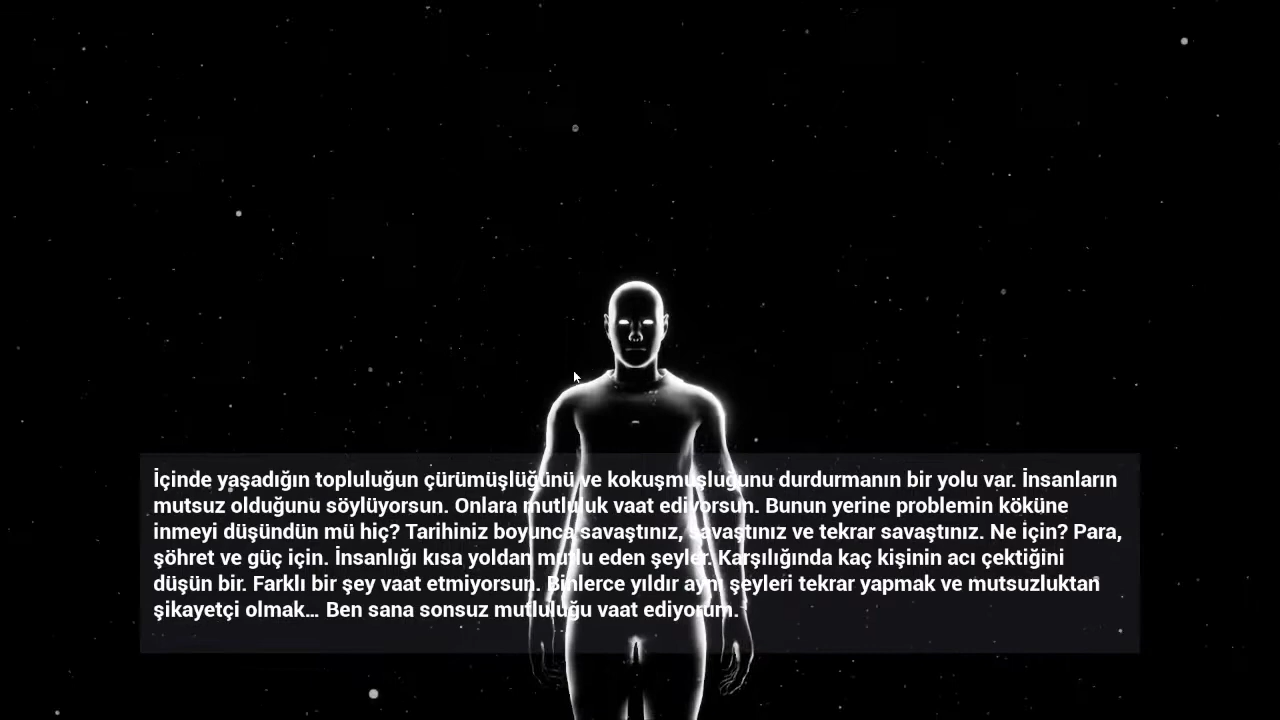 İçinde yaşadığın topluluğun çürümüşlüğünü ve kokuşmuşluğunu durdurmanın bir yolu var. İnsanların
mutsuz olduğunu söylüyorsun. Onlara mutluluk vaat ediyorsun. Bunun yerine problemin köküne
inmeyi düşündün mü hiç? Tarihiniz boyunca savaştınız, savaştınız ve tekrar savaştınız. Ne için? Para,
şöhret ve güç için. İnsanlığı kısa yoldan mutlu eden şeyler. Karşılığında kaç kişinin acı çektiğini
düşün bir. Farklı bir şey vaat etmiyorsun. Binlerce yıldır aynı şeyleri tekrar yapmak ve mutsuzluktan
şikayetçi olmak... Ben sana sonsuz mutluluğu vaat ediyorum.